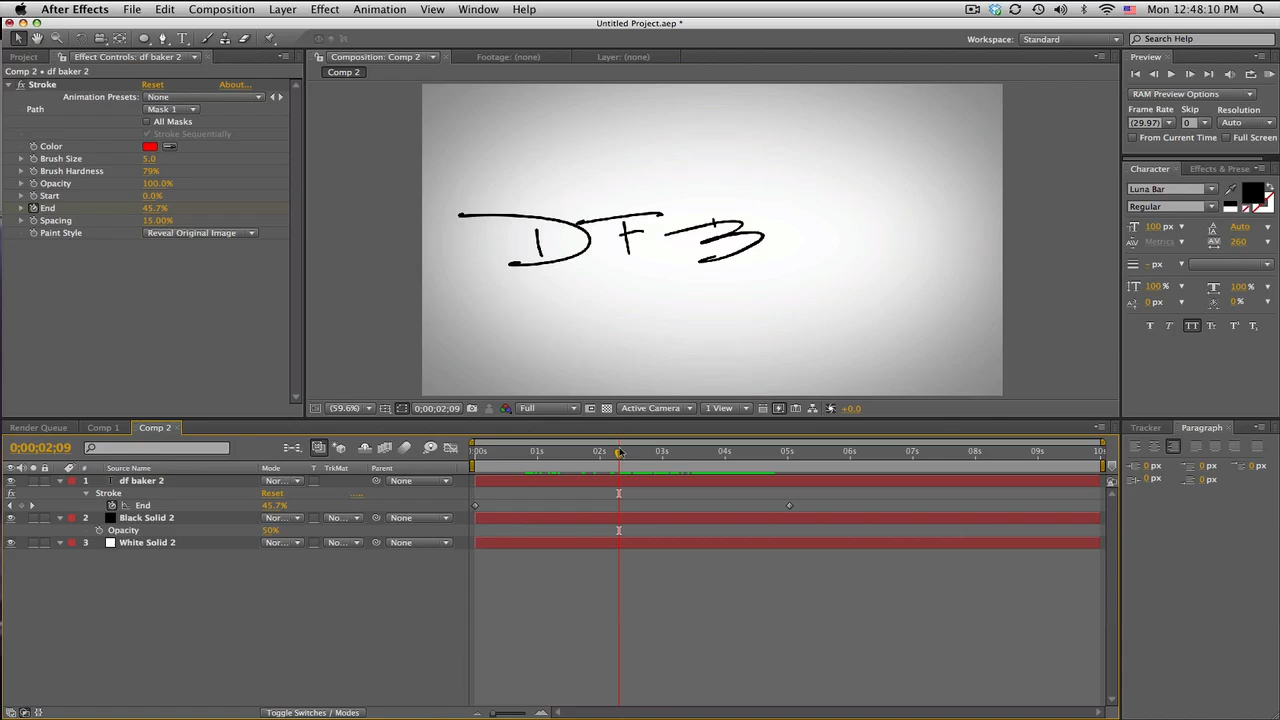 After Effects File Edit Composition Layer Effect Animation View Window Help Mon 12:48:10 PM
Untitled Project.aep *
Workspace: Standard Search Help
Project Effect Controls: df baker 2 Composition: Comp 2 Footage: (none) Layer: (none) Preview
Comp 2 • df baker 2 Comp 2
fx Stroke Reset About...
Animation Presets: None
Path Mask 1
All Masks
Stroke Sequentially
Color
Brush Size 5.0
Brush Hardness 79%
Opacity 100.0%
Start 0.0%
End 45.7%
Spacing 15.00%
Paint Style Reveal Original Image
DFB
RAM Preview Options
Frame Rate Skip Resolution
(29.97) 0 Auto
From Current Time Full Screen
Character Effects & Prese
Luna Bar
Regular
100 px Auto
Metrics 260
- px
100 % 100 %
0 px 0 %
(59.6%) 0;00;02;09 Full Active Camera 1 View +0.0
Render Queue Comp 1 Comp 2 Tracker Paragraph
0;00;02;09 0:00s 01s 02s 03s 04s 05s 06s 07s 08s 09s 10s
# Source Name Mode T TrkMat Parent
1 T df baker 2 Nor... None
fx Stroke Reset .....
End 45.7%
2 Black Solid 2 Nor... No... None
Opacity 50%
3 White Solid 2 Nor... No... None
0 px 0 px 0 px
0 px 0 px
Toggle Switches / Modes